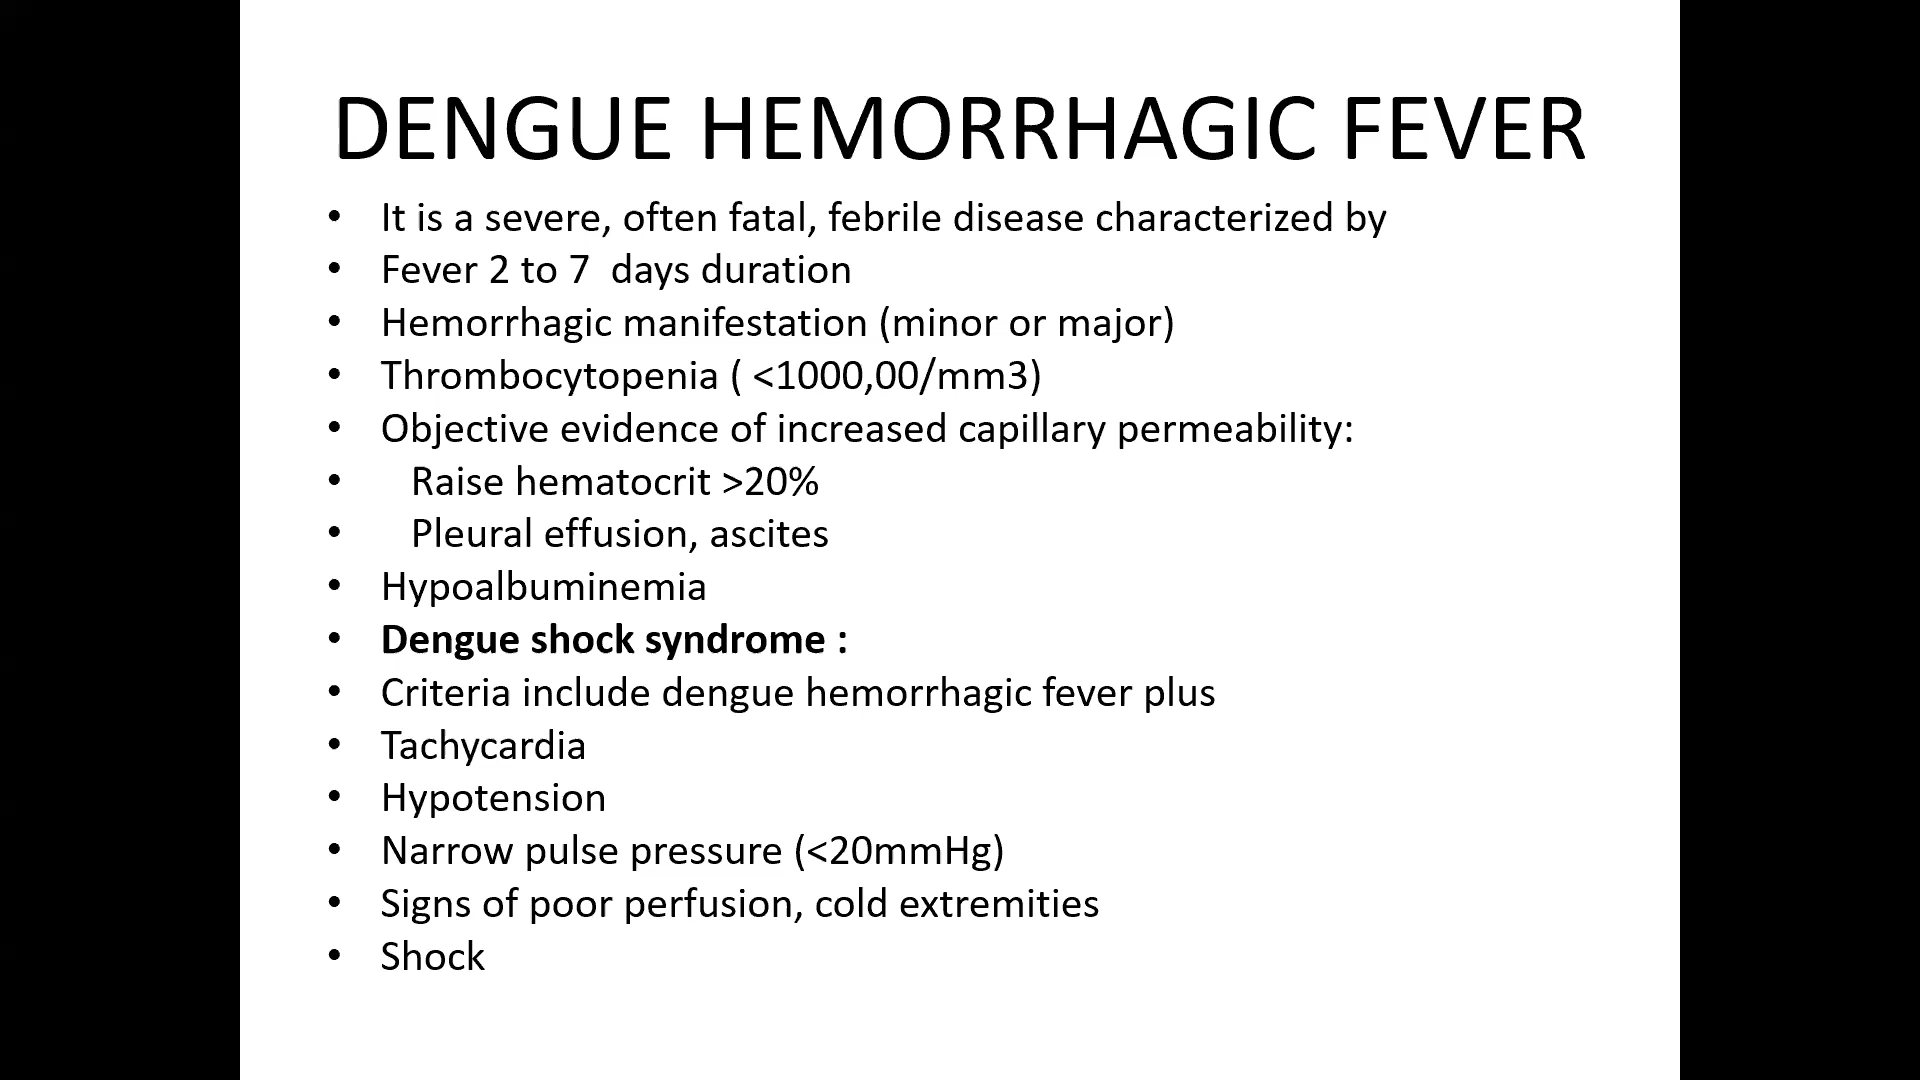 DENGUE HEMORRHAGIC FEVER
• It is a severe, often fatal, febrile disease characterized by
• Fever 2 to 7  days duration
• Hemorrhagic manifestation (minor or major)
• Thrombocytopenia ( <1000,00/mm3)
• Objective evidence of increased capillary permeability:
•   Raise hematocrit >20%
•   Pleural effusion, ascites
• Hypoalbuminemia
• Dengue shock syndrome :
• Criteria include dengue hemorrhagic fever plus
• Tachycardia
• Hypotension
• Narrow pulse pressure (<20mmHg)
• Signs of poor perfusion, cold extremities
• Shock